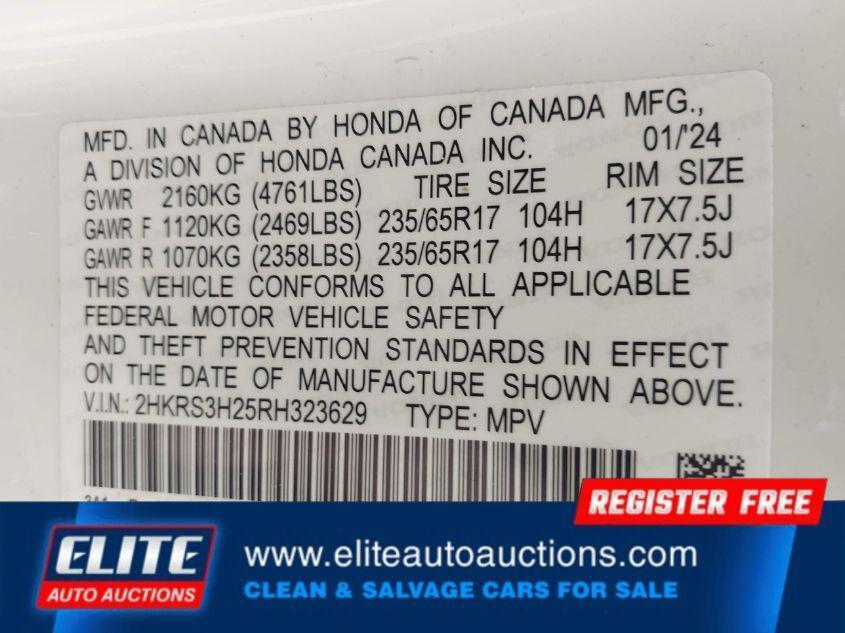 MFD. IN CANADA BY HONDA OF CANADA MFG.,
A DIVISION OF HONDA CANADA INC. 01/'24
GVWR 2160KG (4761LBS) TIRE SIZE RIM SIZE
GAWR F 1120KG (2469LBS) 235/65R17 104H 17X7.5J
GAWR R 1070KG (2358LBS) 235/65R17 104H 17X7.5J
THIS VEHICLE CONFORMS TO ALL APPLICABLE
FEDERAL MOTOR VEHICLE SAFETY
AND THEFT PREVENTION STANDARDS IN EFFECT
ON THE DATE OF MANUFACTURE SHOWN ABOVE.
V.I.N.: 2HKRS3H25RH323629 TYPE: MPV
REGISTER FREE
ELITE
AUTO AUCTIONS
www.eliteautoauctions.com
CLEAN & SALVAGE CARS FOR SALE